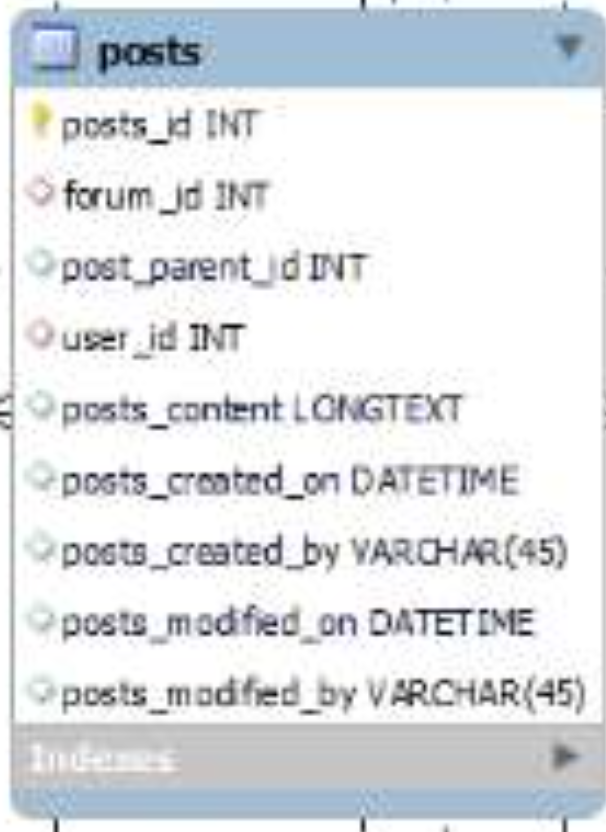 posts
posts_id INT
forum_id INT
post_parent_id INT
user_id INT
posts_content LONGTEXT
posts_created_on DATETIME
posts_created_by VARCHAR(45)
posts_modified_on DATETIME
posts_modified_by VARCHAR(45)
Indexes